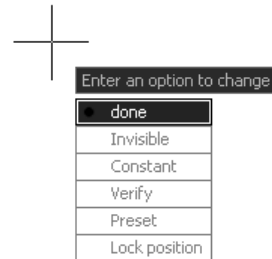 Enter an option to change
done
Invisible
Constant
Verify
Preset
Lock position